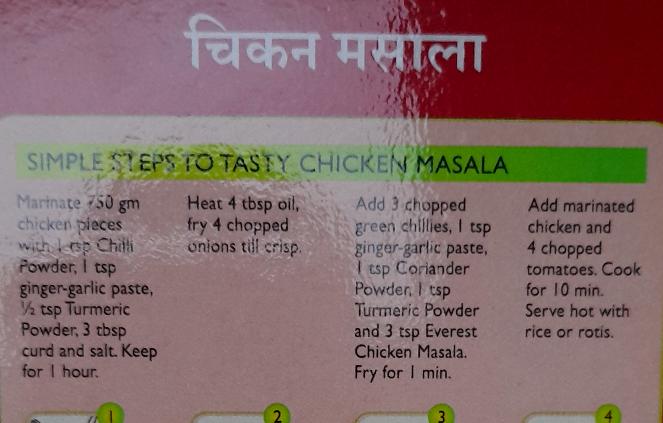 चिकन मसाला
SIMPLE STEPS TO TASTY CHICKEN MASALA
Marinate 750 gm
chicken pieces
with 1 tsp Chilli
Powder, 1 tsp
ginger-garlic paste,
½ tsp Turmeric
Powder, 3 tbsp
curd and salt. Keep
for 1 hour.
Heat 4 tbsp oil,
fry 4 chopped
onions till crisp.
Add 3 chopped
green chillies, 1 tsp
ginger-garlic paste,
1 tsp Coriander
Powder, 1 tsp
Turmeric Powder
and 3 tsp Everest
Chicken Masala.
Fry for 1 min.
Add marinated
chicken and
4 chopped
tomatoes. Cook
for 10 min.
Serve hot with
rice or rotis.
1
2
3
4